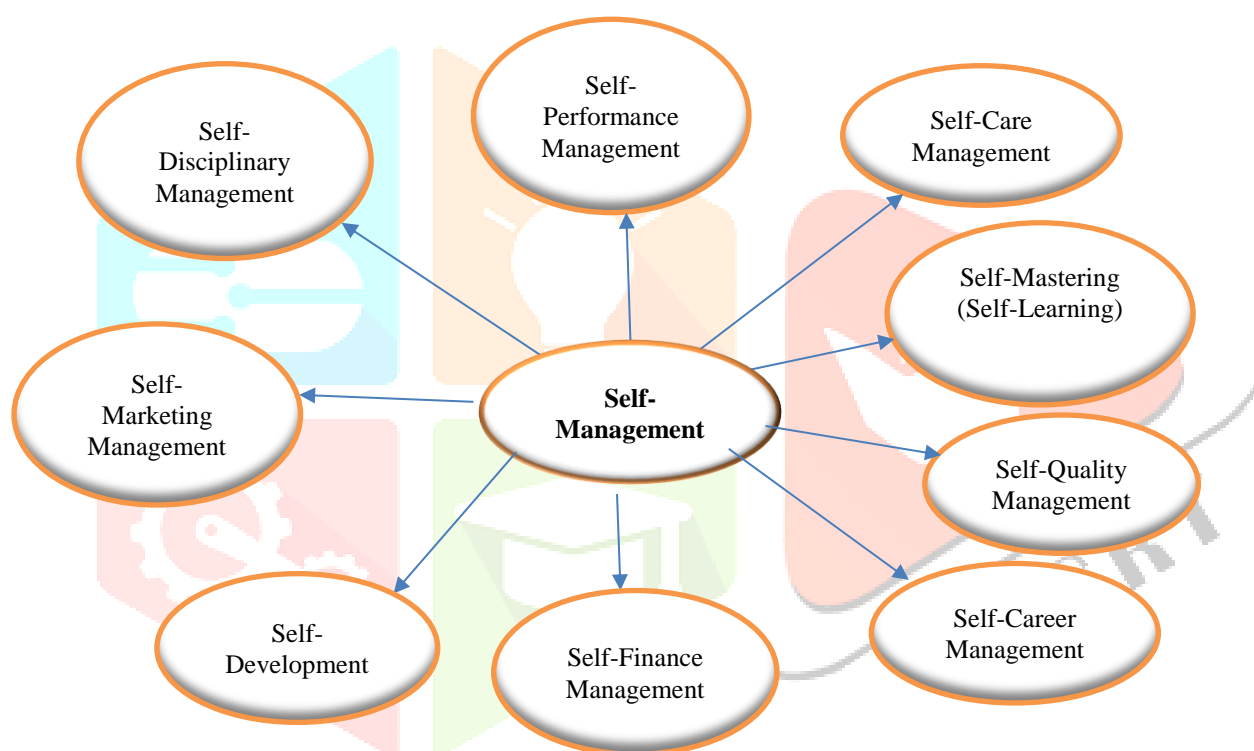 Self-
Disciplinary
Management
Self-
Performance
Management
Self-Care
Management
Self-Mastering
(Self-Learning)
Self-
Marketing
Management
Self-
Management
Self-Quality
Management
Self-
Development
Self-Finance
Management
Self-Career
Management